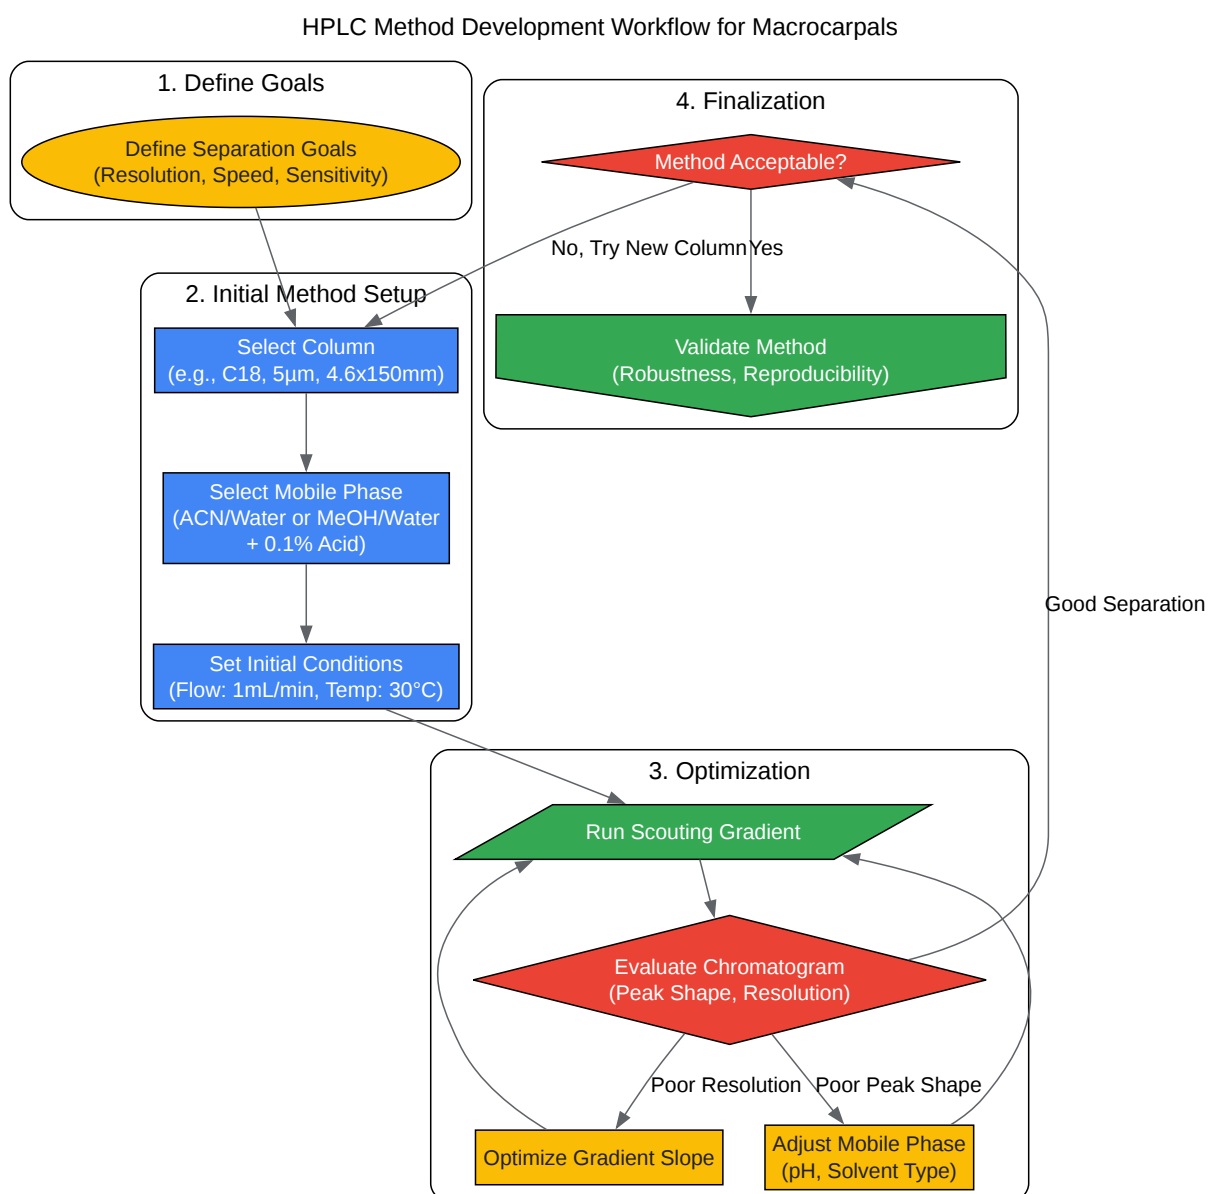 HPLC Method Development Workflow for Macrocarpals
1. Define Goals
Define Separation Goals
(Resolution, Speed, Sensitivity)
4. Finalization
Method Acceptable?
No, Try New Column
Yes
Validate Method
(Robustness, Reproducibility)
2. Initial Method Setup
Select Column
(e.g., C18, 5µm, 4.6x150mm)
Select Mobile Phase
(ACN/Water or MeOH/Water
+ 0.1% Acid)
Set Initial Conditions
(Flow: 1mL/min, Temp: 30°C)
Good Separation
3. Optimization
Run Scouting Gradient
Evaluate Chromatogram
(Peak Shape, Resolution)
Poor Resolution
Poor Peak Shape
Optimize Gradient Slope
Adjust Mobile Phase
(pH, Solvent Type)